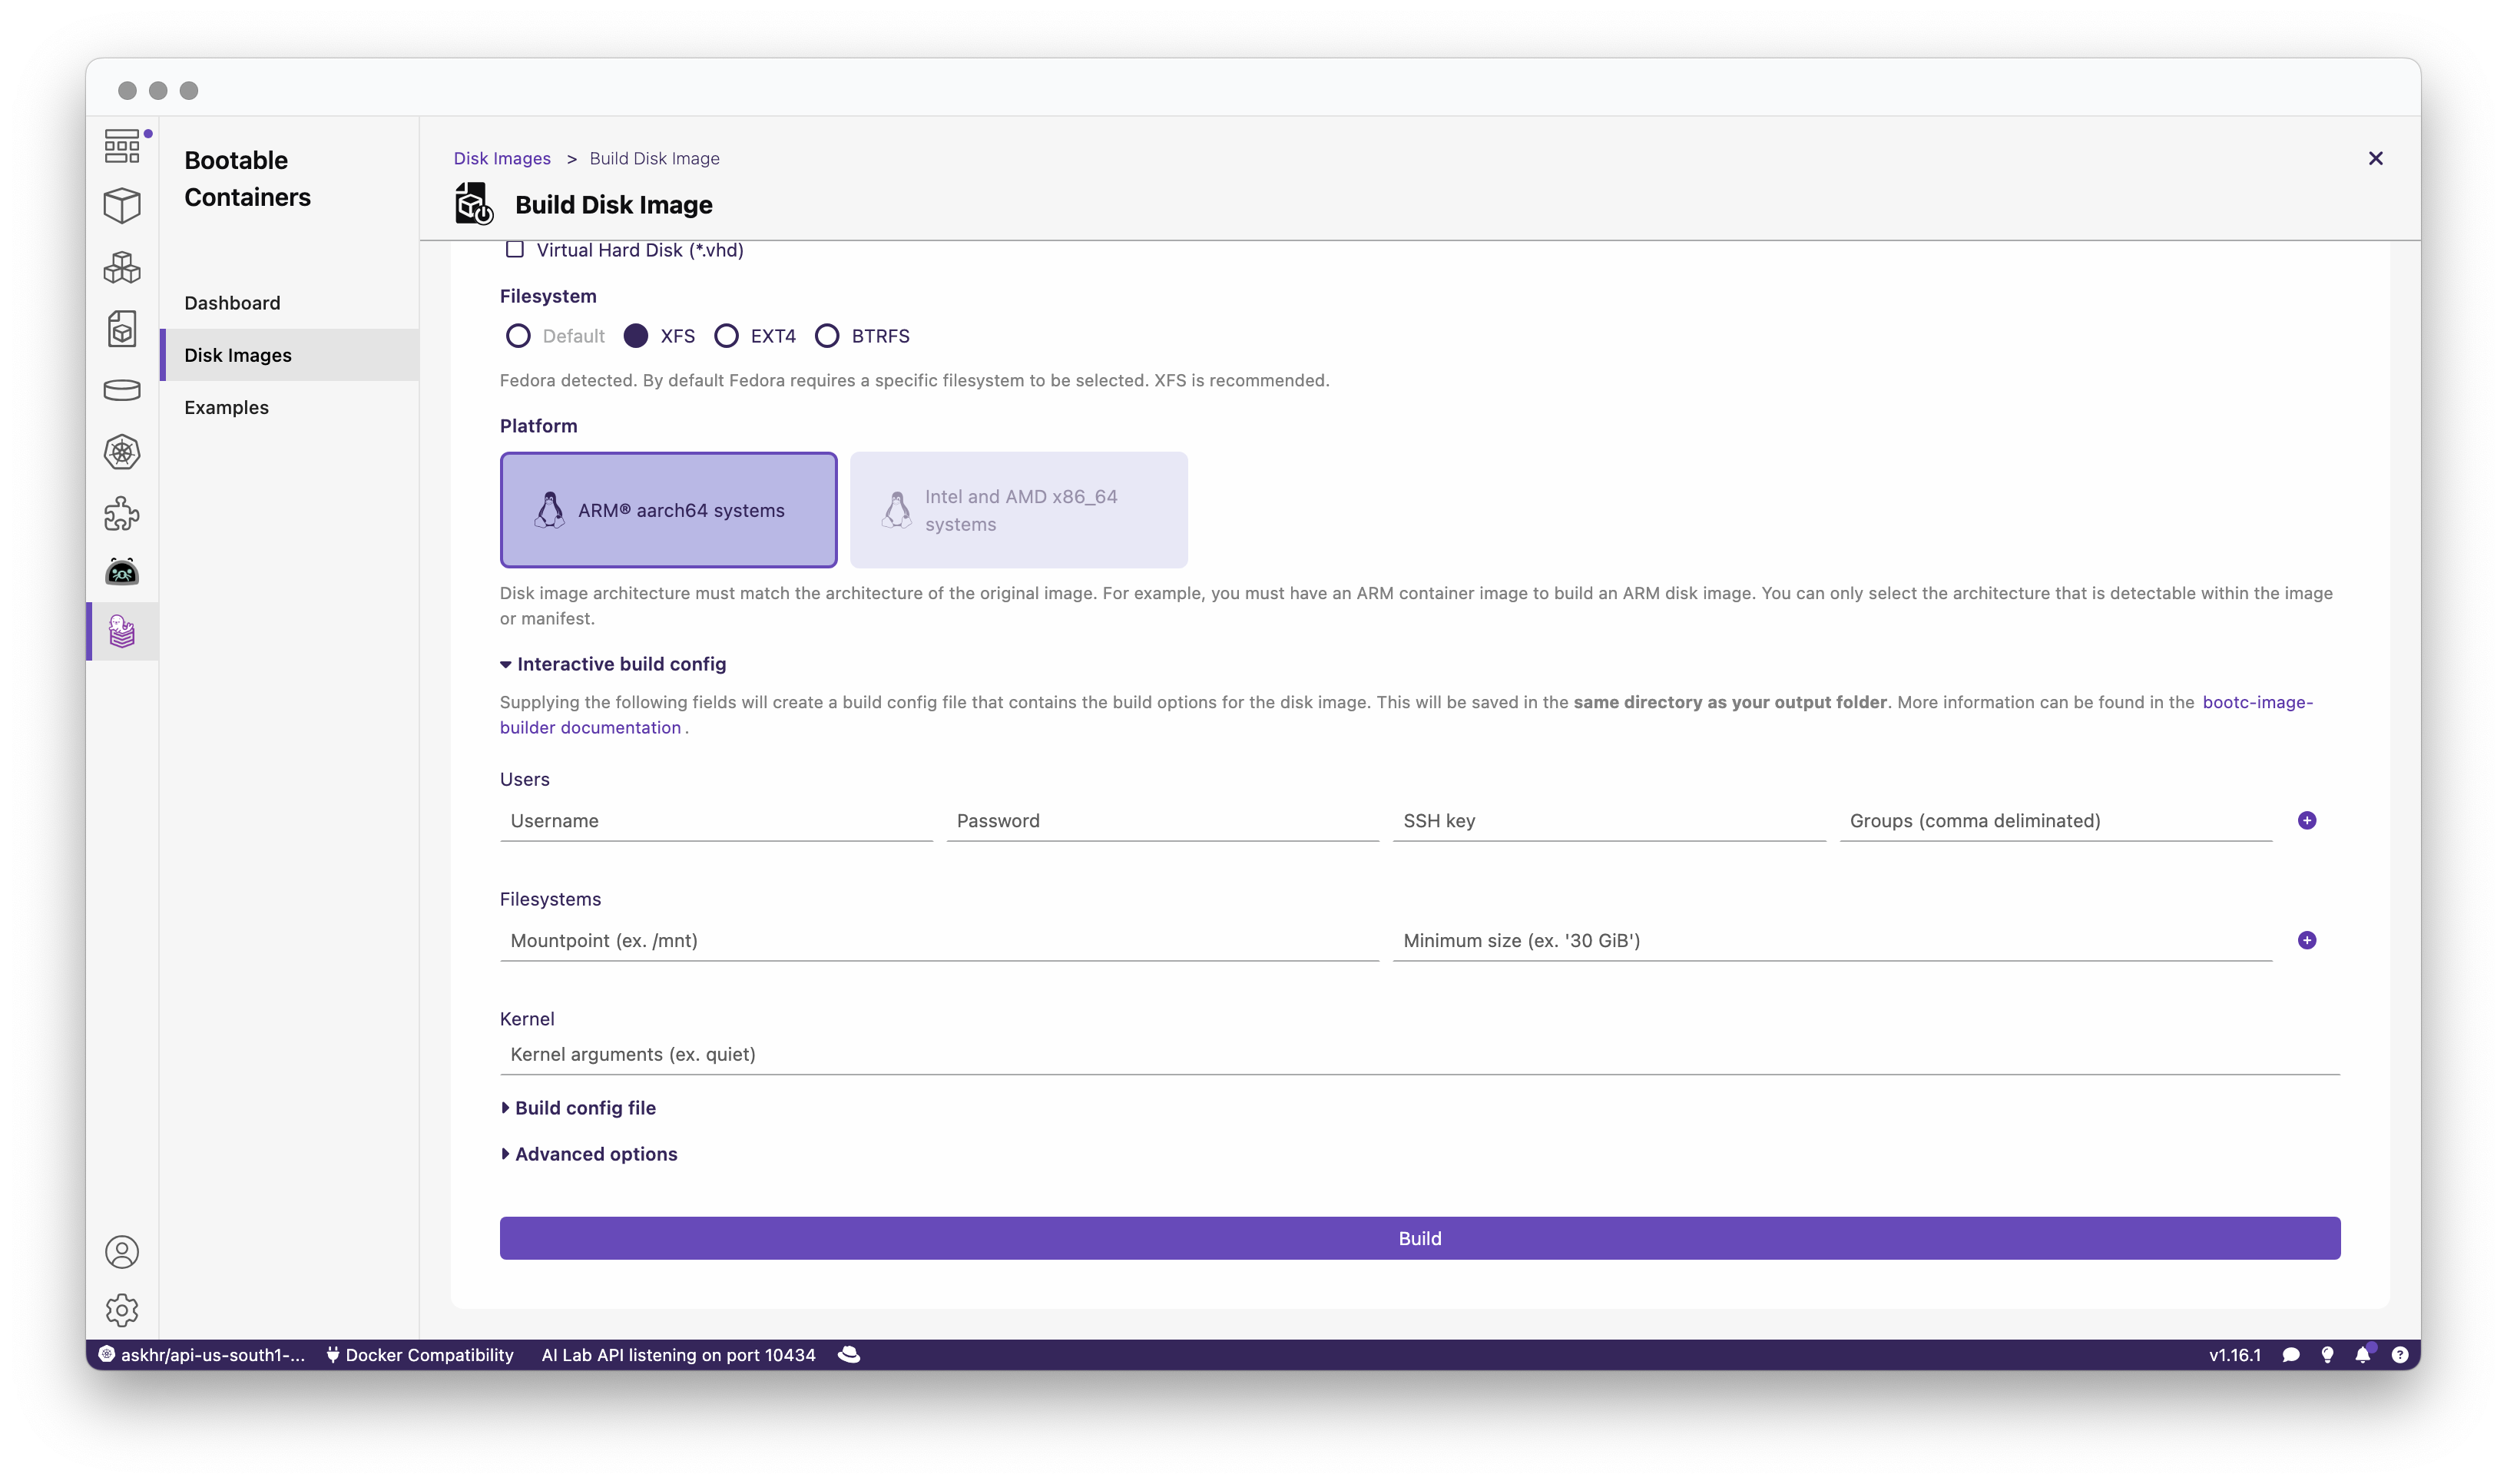 Bootable
Containers
Dashboard
Disk Images
Examples
Disk Images > Build Disk Image
Build Disk Image
Virtual Hard Disk (*.vhd)
Filesystem
Default XFS EXT4 BTRFS
Fedora detected. By default Fedora requires a specific filesystem to be selected. XFS is recommended.
Platform
ARM® aarch64 systems
Intel and AMD x86_64
systems
Disk image architecture must match the architecture of the original image. For example, you must have an ARM container image to build an ARM disk image. You can only select the architecture that is detectable within the image
or manifest.
Interactive build config
Supplying the following fields will create a build config file that contains the build options for the disk image. This will be saved in the same directory as your output folder. More information can be found in the bootc-image-
builder documentation .
Users
Username Password SSH key Groups (comma deliminated)
Filesystems
Mountpoint (ex. /mnt) Minimum size (ex. '30 GiB')
Kernel
Kernel arguments (ex. quiet)
Build config file
Advanced options
Build
askhr/api-us-south1-... Docker Compatibility AI Lab API listening on port 10434 v1.16.1